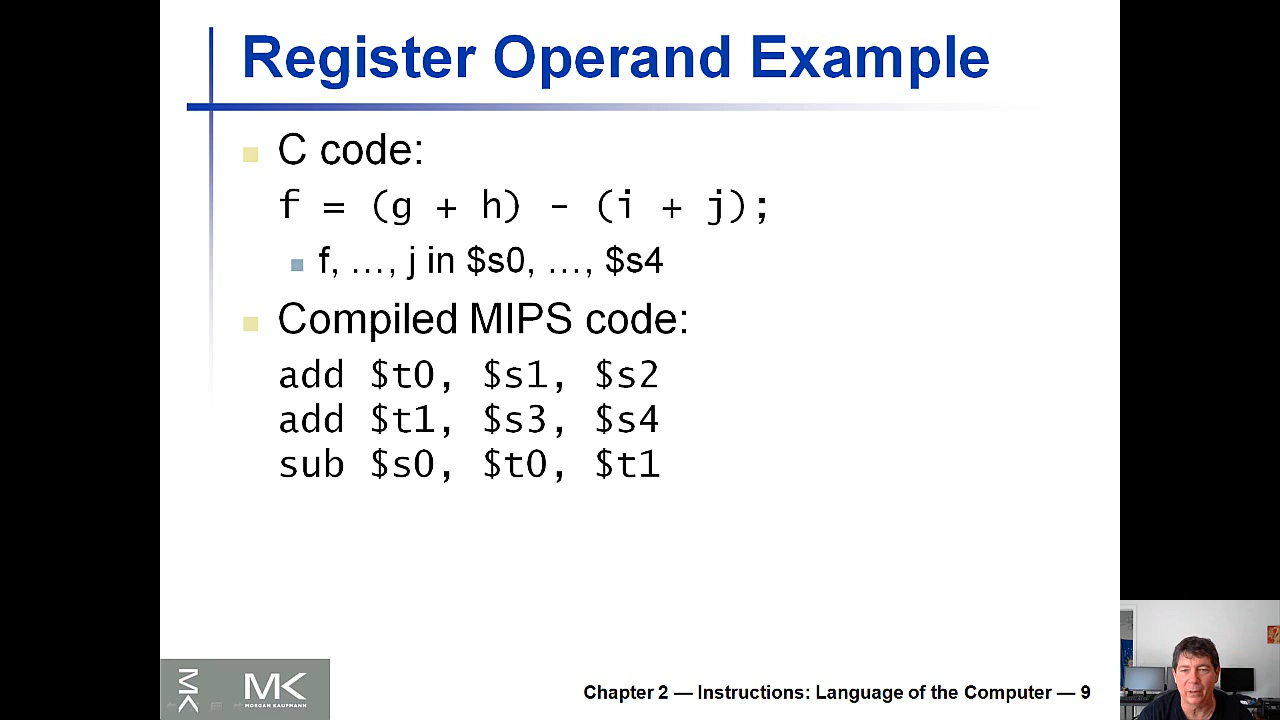 Register Operand Example
C code:
f = (g + h) - (i + j);
f, …, j in $s0, …, $s4
Compiled MIPS code:
add $t0, $s1, $s2
add $t1, $s3, $s4
sub $s0, $t0, $t1
MK
MK
MORGAN KAUFMANN
Chapter 2 — Instructions: Language of the Computer — 9